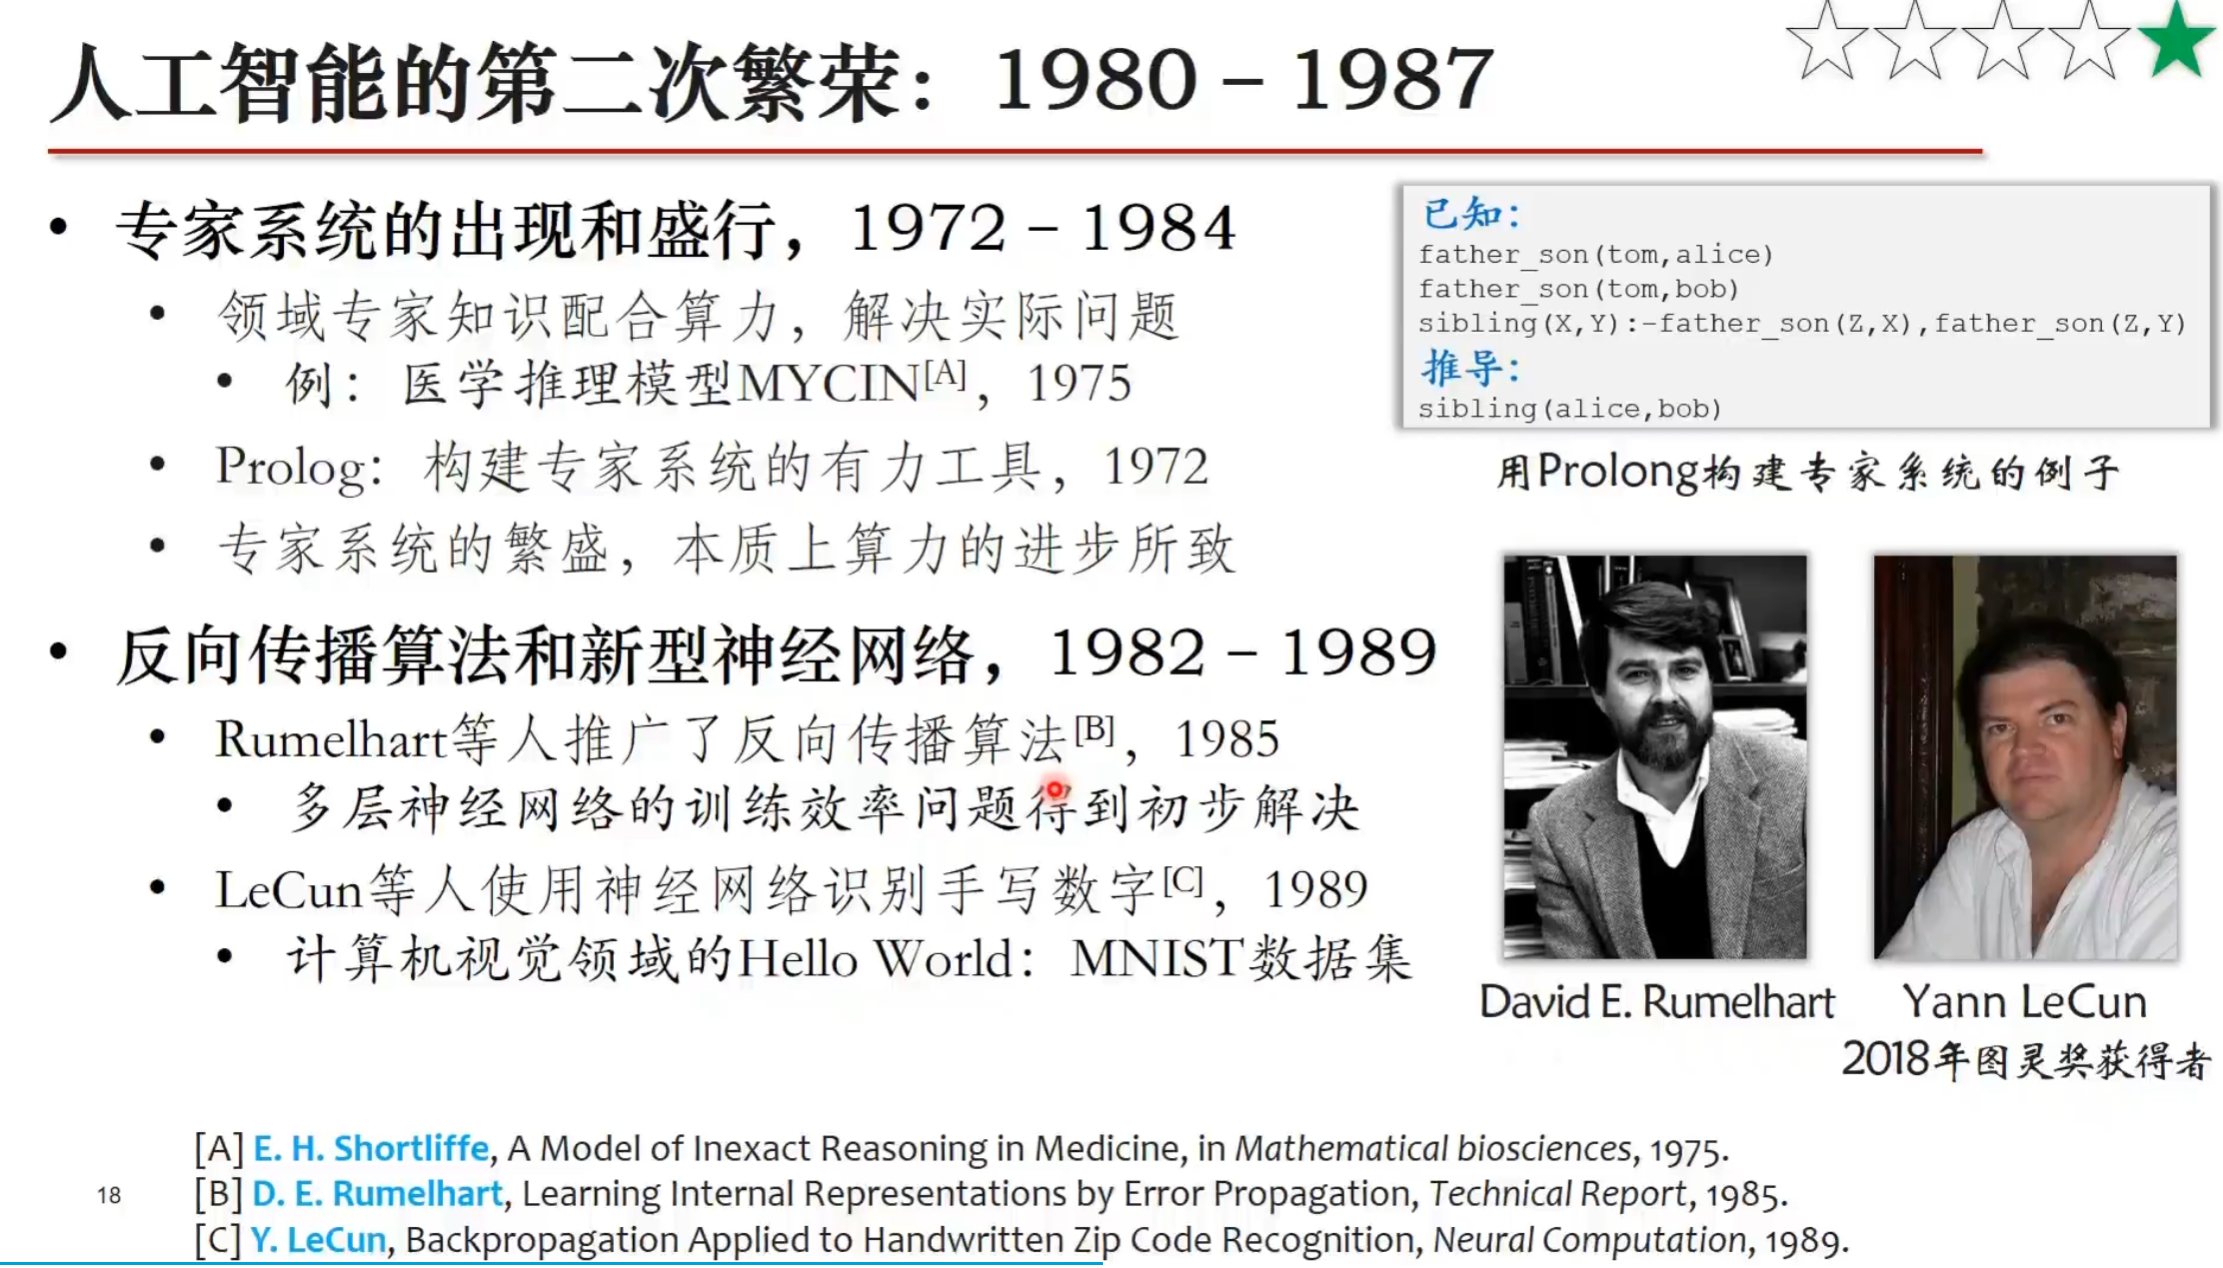 人工智能的第二次繁荣：1980 – 1987
• 专家系统的出现和盛行，1972 – 1984
• 领域专家知识配合算力，解决实际问题
• 例：医学推理模型MYCIN[A]，1975
• Prolog：构建专家系统的有力工具，1972
• 专家系统的繁盛，本质上算力的进步所致
• 反向传播算法和新型神经网络，1982 – 1989
• Rumelhart等人推广了反向传播算法[B]，1985
• 多层神经网络的训练效率问题得到初步解决
• LeCun等人使用神经网络识别手写数字[C]，1989
• 计算机视觉领域的Hello World：MNIST数据集
已知：
father_son(tom,alice)
father_son(tom,bob)
sibling(X,Y):-father_son(Z,X),father_son(Z,Y)
推导：
sibling(alice,bob)
用Prolong构建专家系统的例子
David E. Rumelhart
Yann LeCun
2018年图灵奖获得者
[A] E. H. Shortliffe, A Model of Inexact Reasoning in Medicine, in Mathematical biosciences, 1975.
[B] D. E. Rumelhart, Learning Internal Representations by Error Propagation, Technical Report, 1985.
[C] Y. LeCun, Backpropagation Applied to Handwritten Zip Code Recognition, Neural Computation, 1989.
18